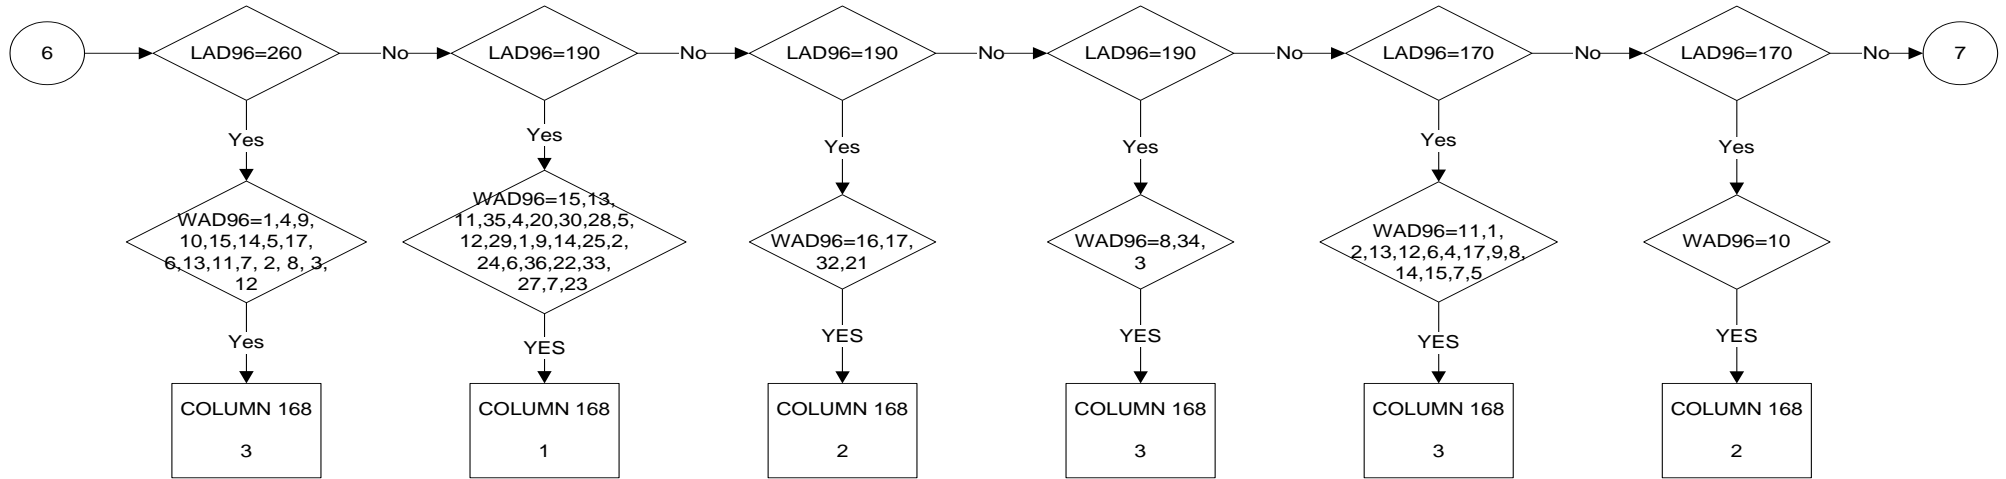 6
LAD96=260
No
LAD96=190
No
LAD96=190
No
LAD96=190
No
LAD96=170
No
LAD96=170
No
7
Yes
Yes
Yes
Yes
Yes
Yes
WAD96=1,4,9,
10,15,14,5,17,
6,13,11,7, 2, 8, 3,
12
WAD96=15,13,
11,35,4,20,30,28,5,
12,29,1,9,14,25,2,
24,6,36,22,33,
27,7,23
WAD96=16,17,
32,21
WAD96=8,34,
3
WAD96=11,1,
2,13,12,6,4,17,9,8,
14,15,7,5
WAD96=10
Yes
YES
YES
YES
YES
YES
COLUMN 168
3
COLUMN 168
1
COLUMN 168
2
COLUMN 168
3
COLUMN 168
3
COLUMN 168
2